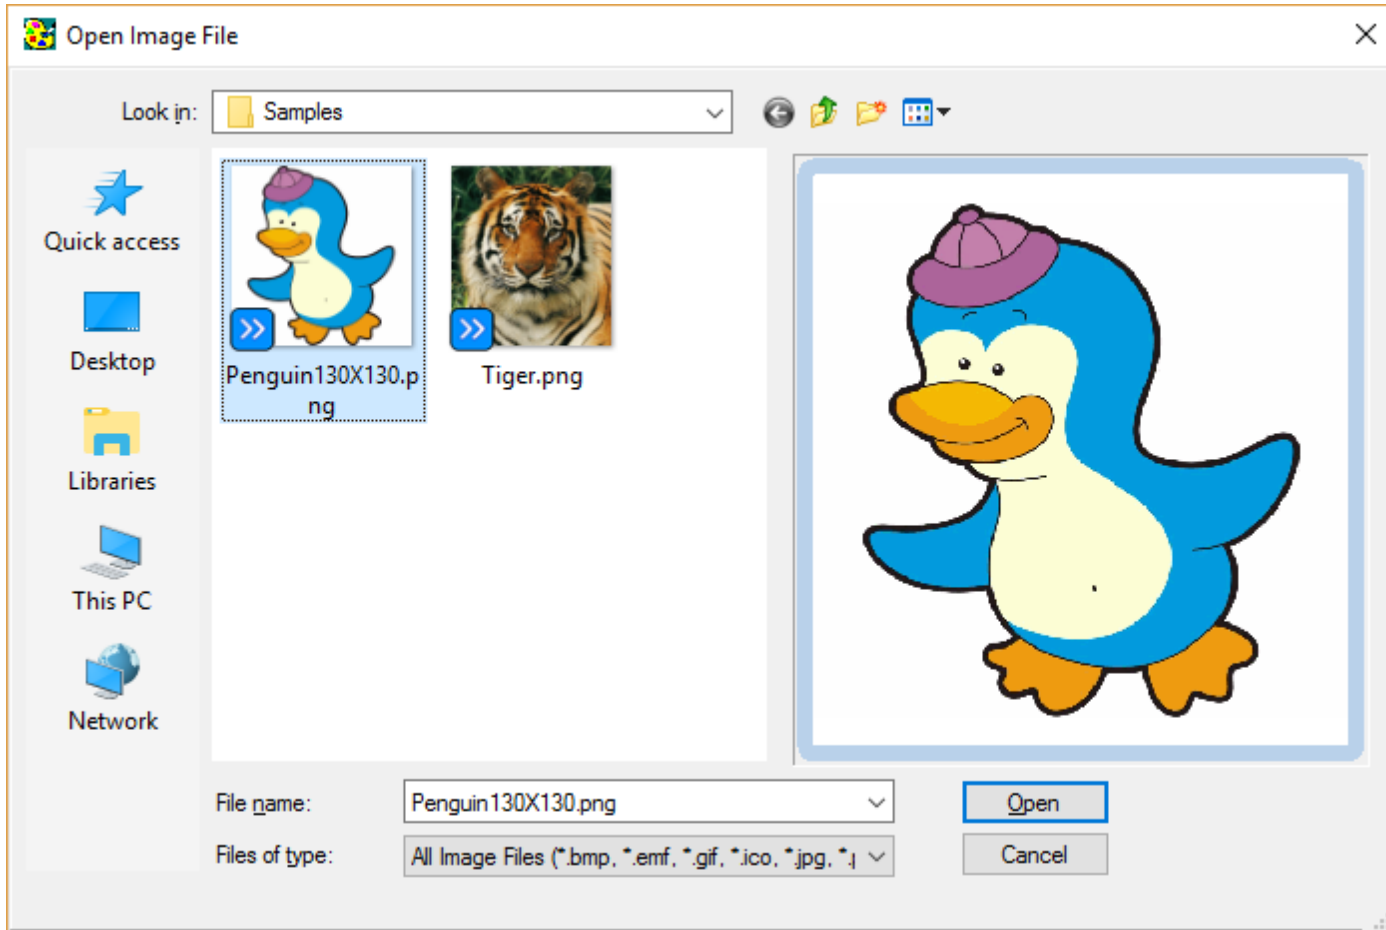 Open Image File
Look in:
Samples
Quick access
Desktop
Libraries
This PC
Network
Penguin130X130.p
ng
Tiger.png
File name:
Penguin130X130.png
Open
Files of type:
All Image Files (*.bmp, *.emf, *.gif, *.ico, *.jpg, *.
Cancel